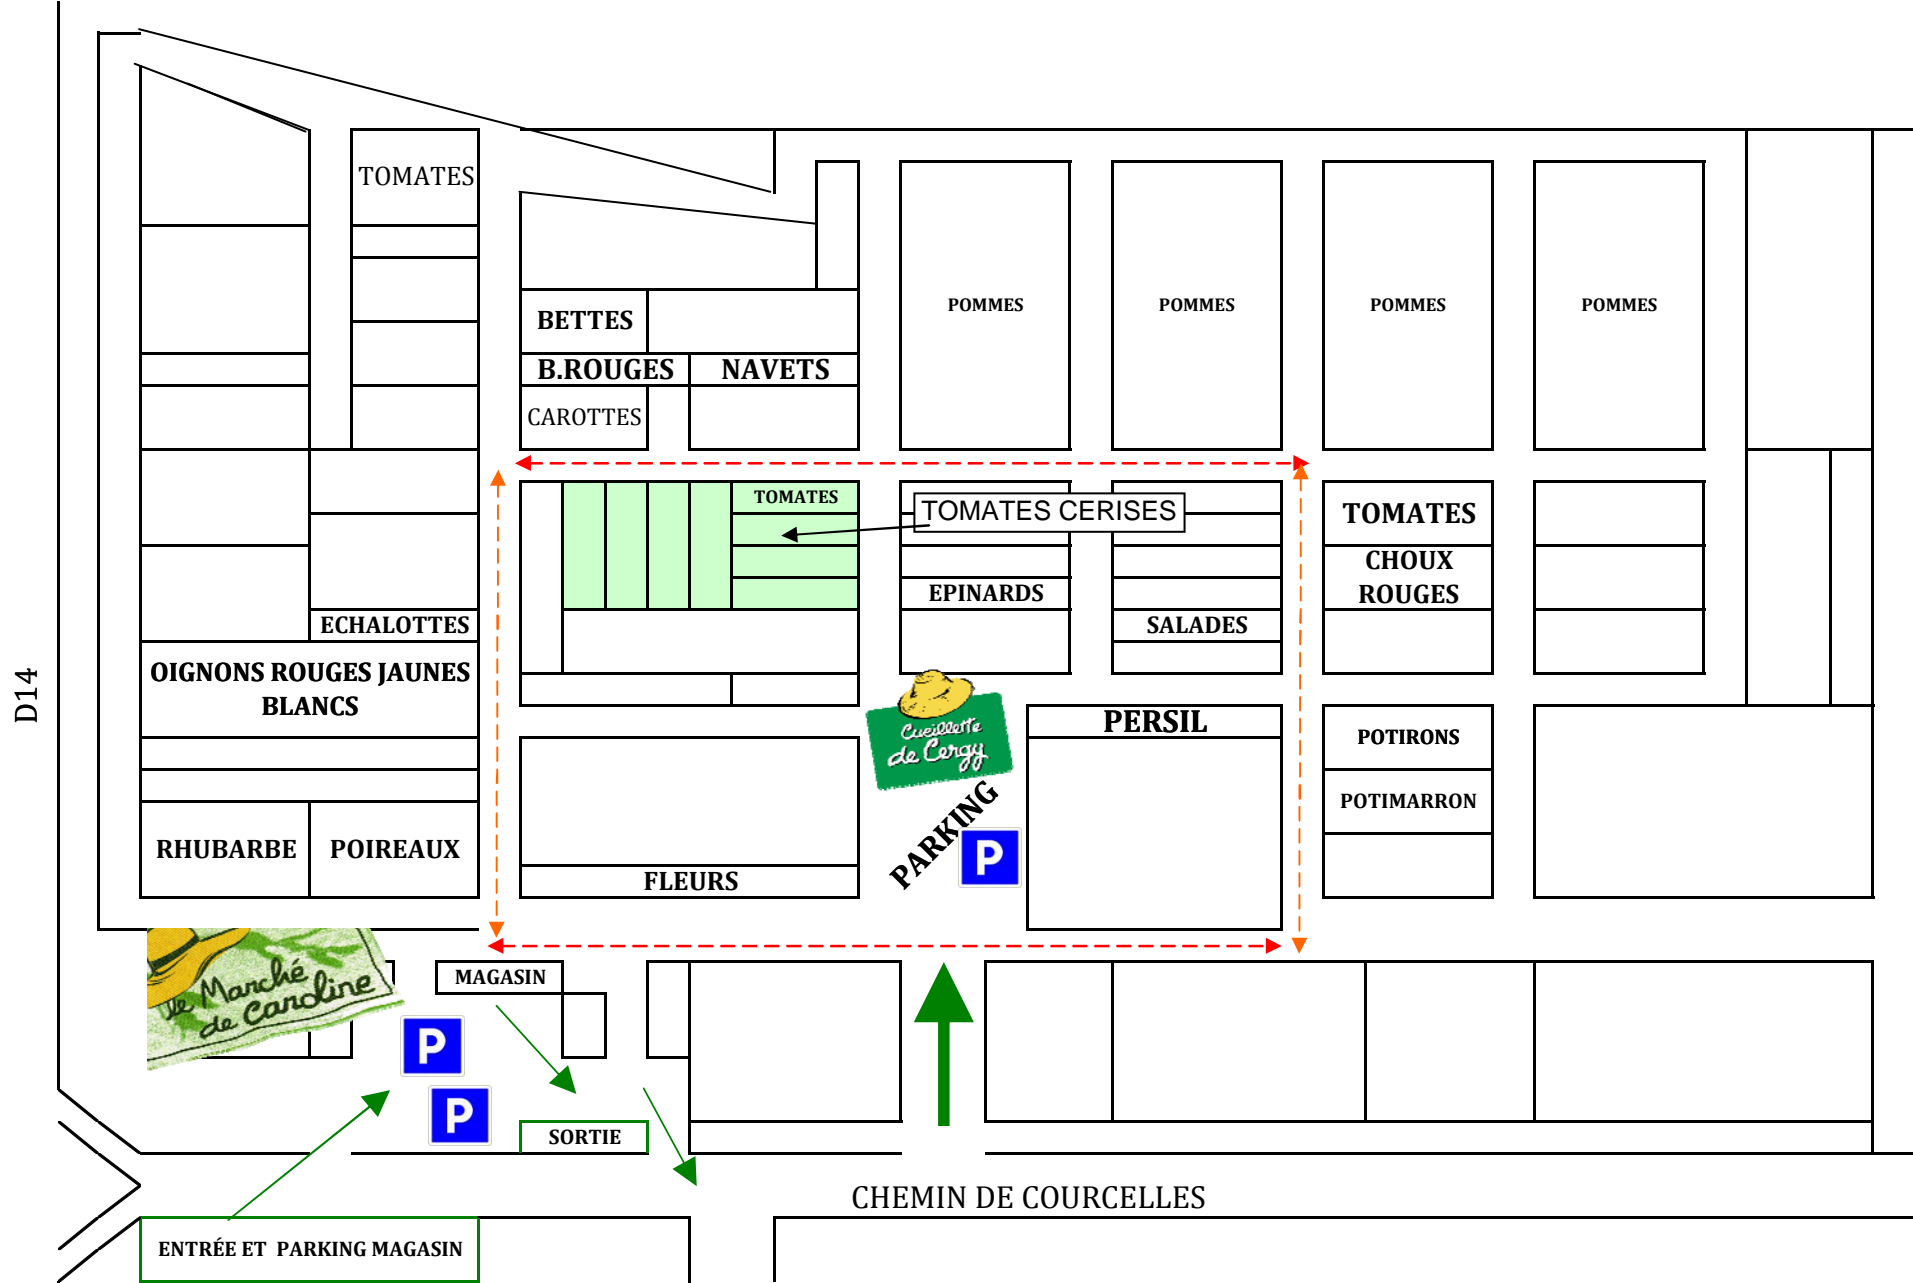 TOMATES
BETTES
B.ROUGES
NAVETS
CAROTTES
POMMES
POMMES
POMMES
POMMES
TOMATES
TOMATES CERISES
EPINARDS
SALADES
TOMATES
CHOUX
ROUGES
ECHALOTTES
OIGNONS ROUGES JAUNES
BLANCS
D14
RHUBARBE
POIREAUX
FLEURS
Cueillette
de Cergy
PARKING
P
PERSIL
POTIRONS
POTIMARRON
le Marché
de Caroline
MAGASIN
P
P
SORTIE
CHEMIN DE COURCELLES
ENTRÉE ET PARKING MAGASIN